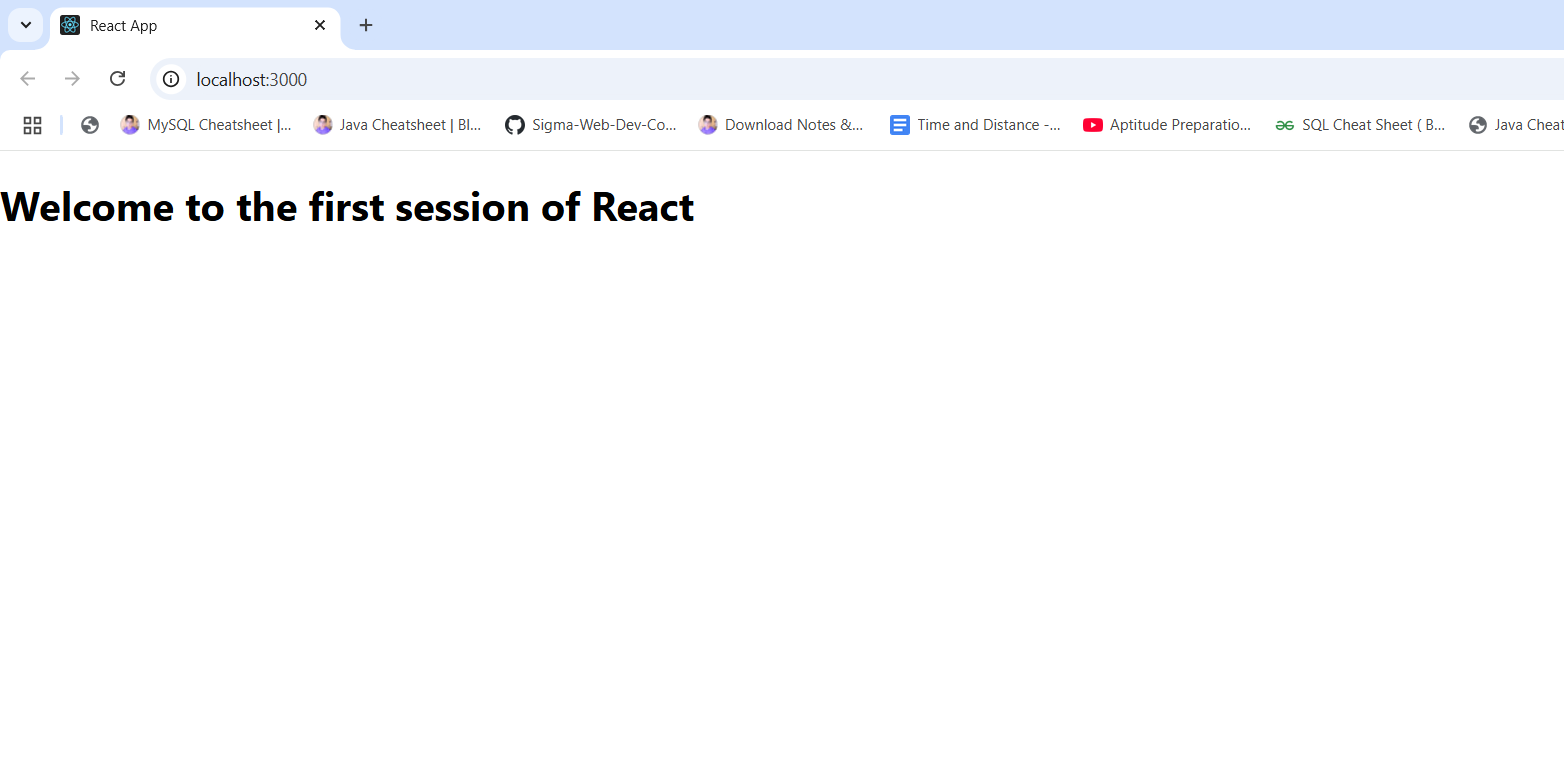 React App
localhost:3000
MySQL Cheatsheet |... Java Cheatsheet | Bl... Sigma-Web-Dev-Co... Download Notes &... Time and Distance -... Aptitude Preparatio... SQL Cheat Sheet ( B... Java Cheat
Welcome to the first session of React